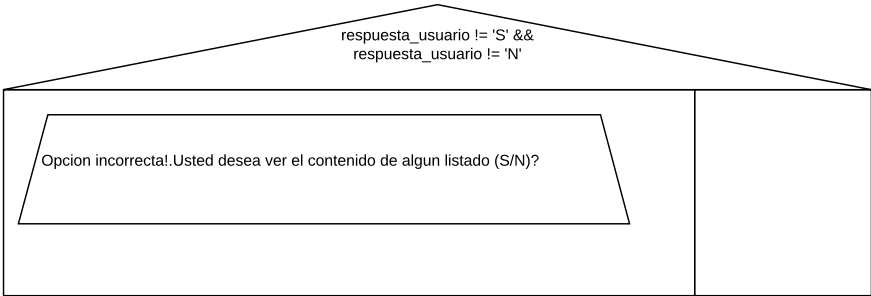 respuesta_usuario != 'S' &&
respuesta_usuario != 'N'
Opcion incorrecta!.Usted desea ver el contenido de algun listado (S/N)?